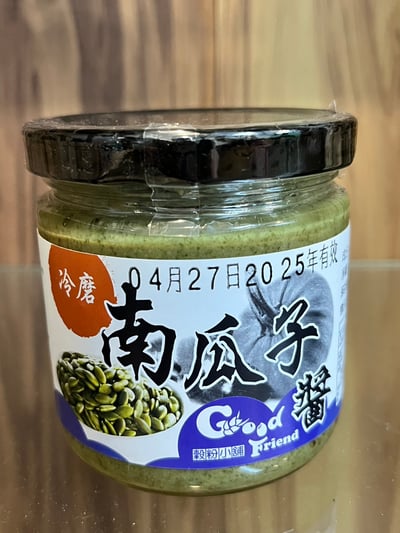 04月27日2025年有效
冷磨
南瓜子
醬
Good
Friend
穀粉小舖